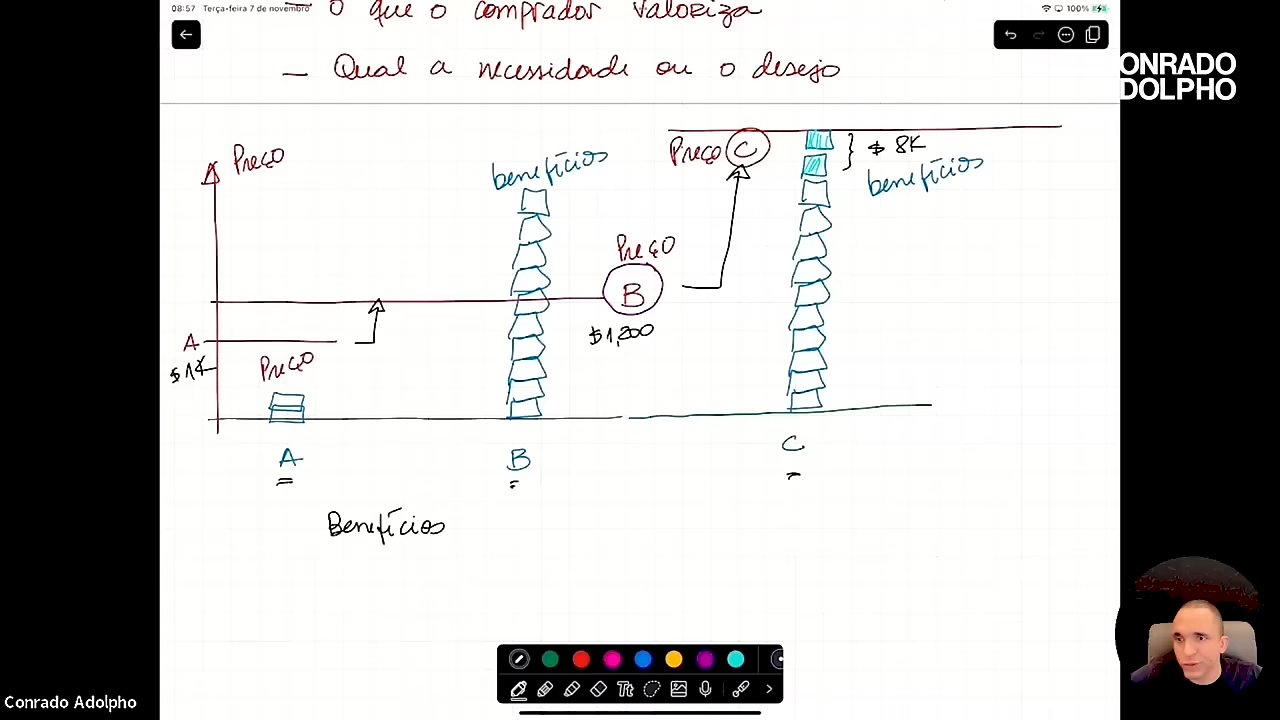 08:57 Terça-feira 7 de novembro
100%
— o que o comprador valoriza
— Qual a necessidade ou o desejo
ONRADO
DOLPHO
Preço
benefícios
Preço C
$ 8K
benefícios
Preço
B
$1,200
A
$1K
Preço
A
B
C
Benefícios
Tt
Conrado Adolpho